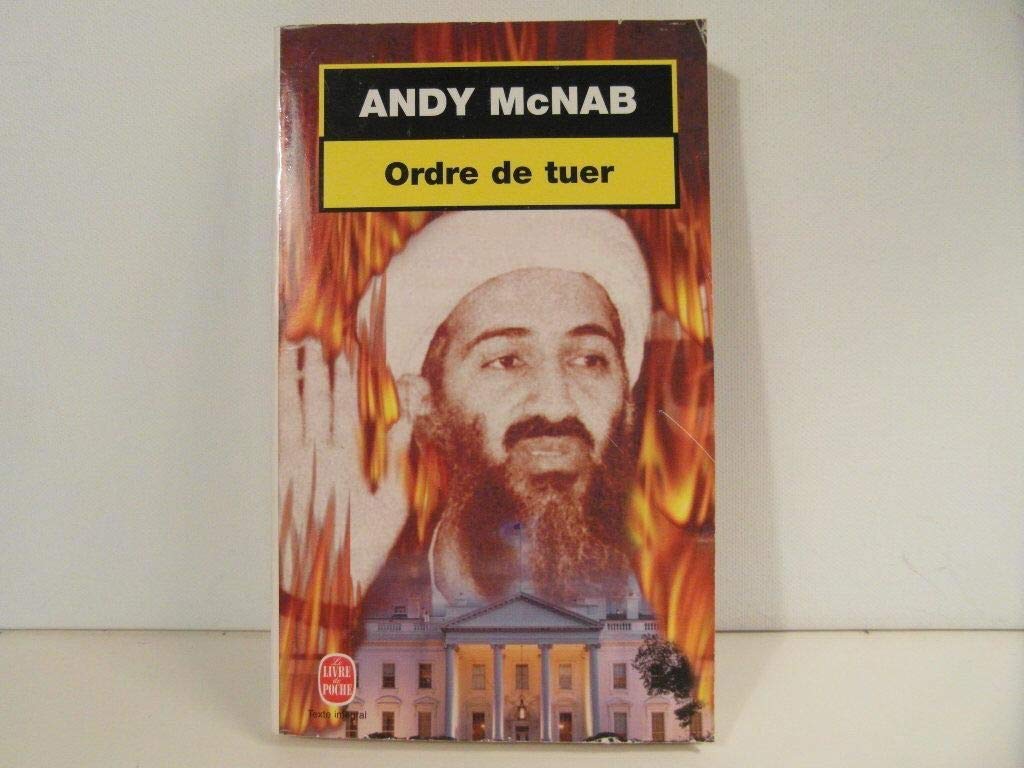 ANDY McNAB
Ordre de tuer
Le
LIVRE
de
POCHE
Texte intégral